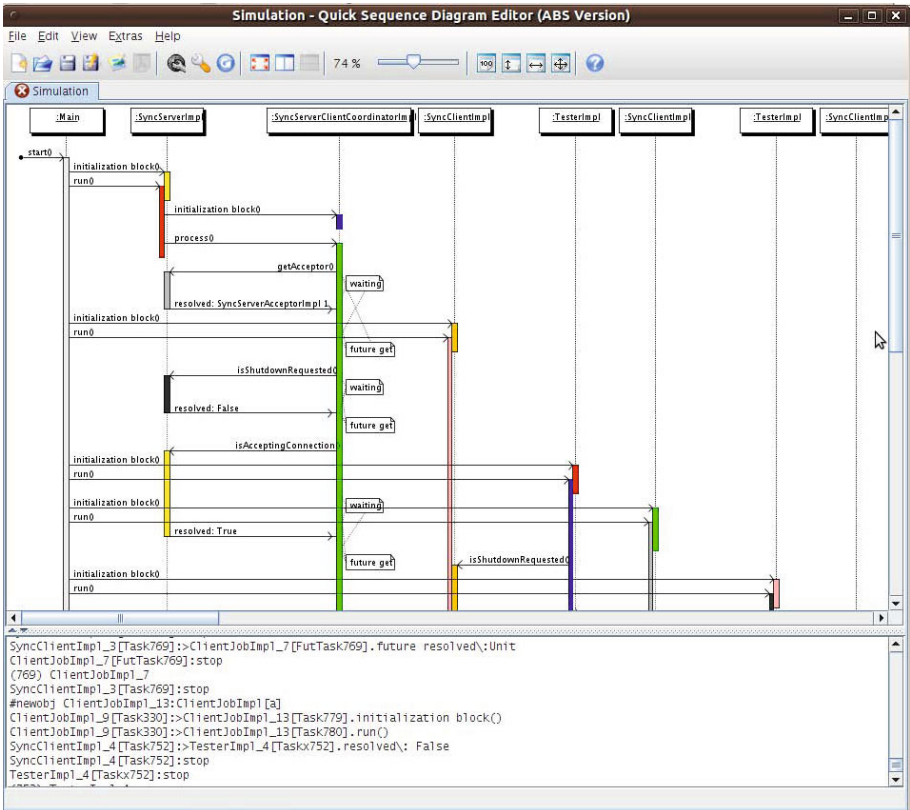 Simulation - Quick Sequence Diagram Editor (ABS Version)
File Edit View Extras Help
74 %
Simulation
:Main :SyncServerImpl :SyncServerClientCoordinatorImpl :SyncClientImpl :TesterImpl :SyncClientImpl :TesterImpl :SyncClientImp
start()
initialization block()
run()
initialization block()
process()
getAcceptor()
waiting
resolved: SyncServerAcceptorImpl 1
initialization block()
run()
future get
isShutdownRequested()
waiting
resolved: False
future get
isAcceptingConnection()
initialization block()
run()
initialization block()
waiting
run()
resolved: True
future get
isShutdownRequested()
initialization block()
run()
SyncClientImpl_3[Task769]:>ClientJobImpl_7[FutTask769].future resolved\:Unit
ClientJobImpl_7[FutTask769]:stop
(769) ClientJobImpl_7
SyncClientImpl_3[Task769]:stop
#newobj ClientJobImpl_13:ClientJobImpl[a]
ClientJobImpl_9[Task330]:>ClientJobImpl_13[Task779].initialization block()
ClientJobImpl_9[Task330]:>ClientJobImpl_13[Task780].run()
SyncClientImpl_4[Task752]:>TesterImpl_4[Taskx752].resolved\: False
SyncClientImpl_4[Task752]:stop
TesterImpl_4[Taskx752]:stop